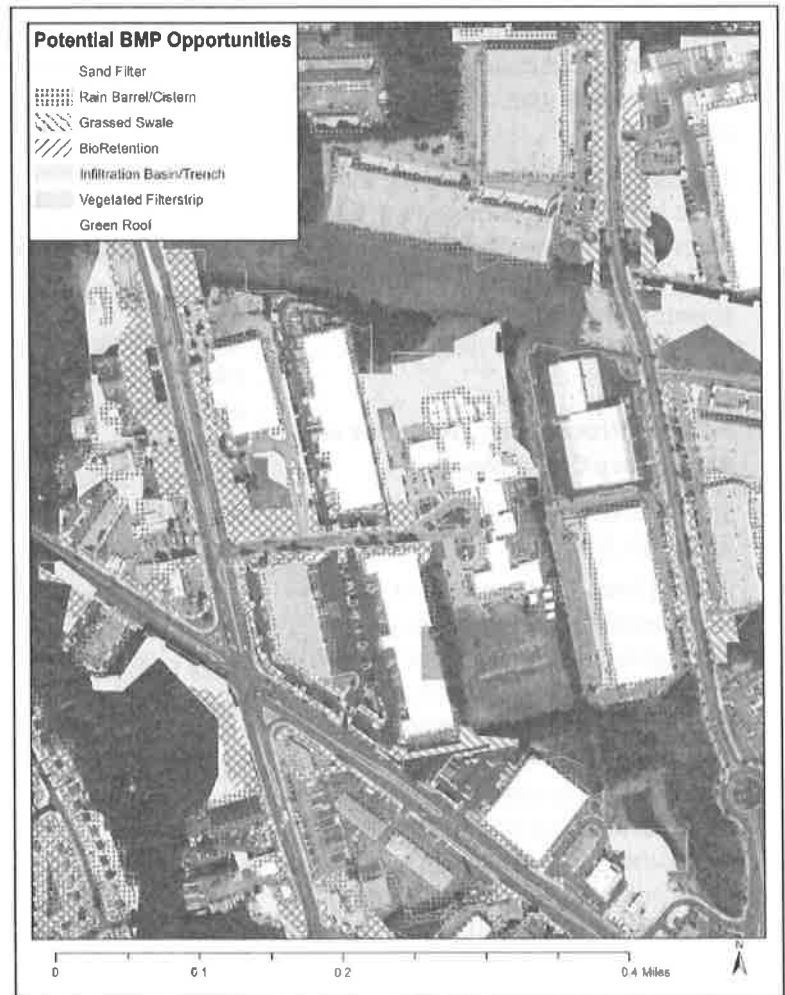 Potential BMP Opportunities
Sand Filter
Rain Barrel/Cistern
Grassed Swale
BioRetention
Infiltration Basin/Trench
Vegetated Filterstrip
Green Roof
0 0.1 0.2 0.4 Miles
N